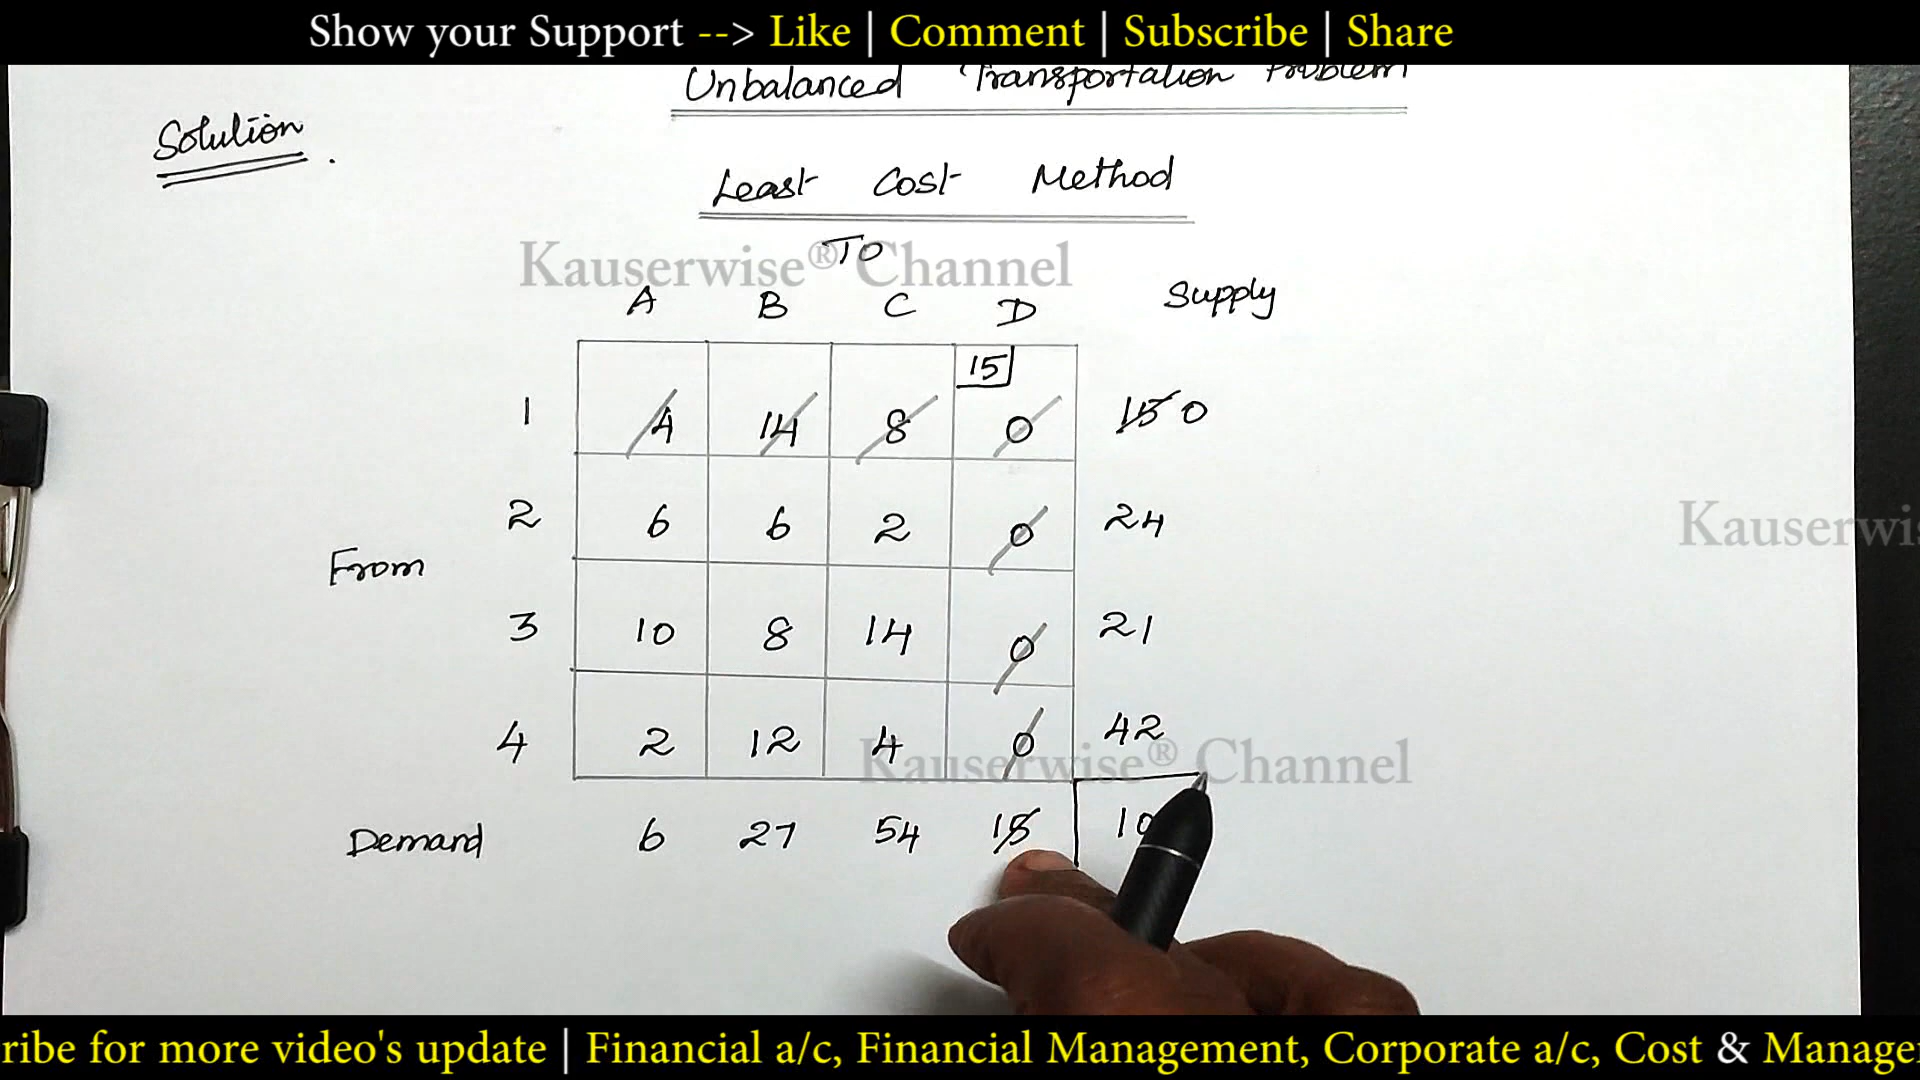 Show your Support --> Like | Comment | Subscribe | Share
Unbalanced Transportation Problem
Solution
Least Cost Method
Kauserwise® Channel
To
A B C D Supply
15
1 4 14 8 0 15 0
2 6 6 2 0 24
Kauserwis
From
3 10 8 14 0 21
4 2 12 4 0 42
Kauserwise® Channel
Demand 6 27 54 15 10
ribe for more video's update | Financial a/c, Financial Management, Corporate a/c, Cost & Manage